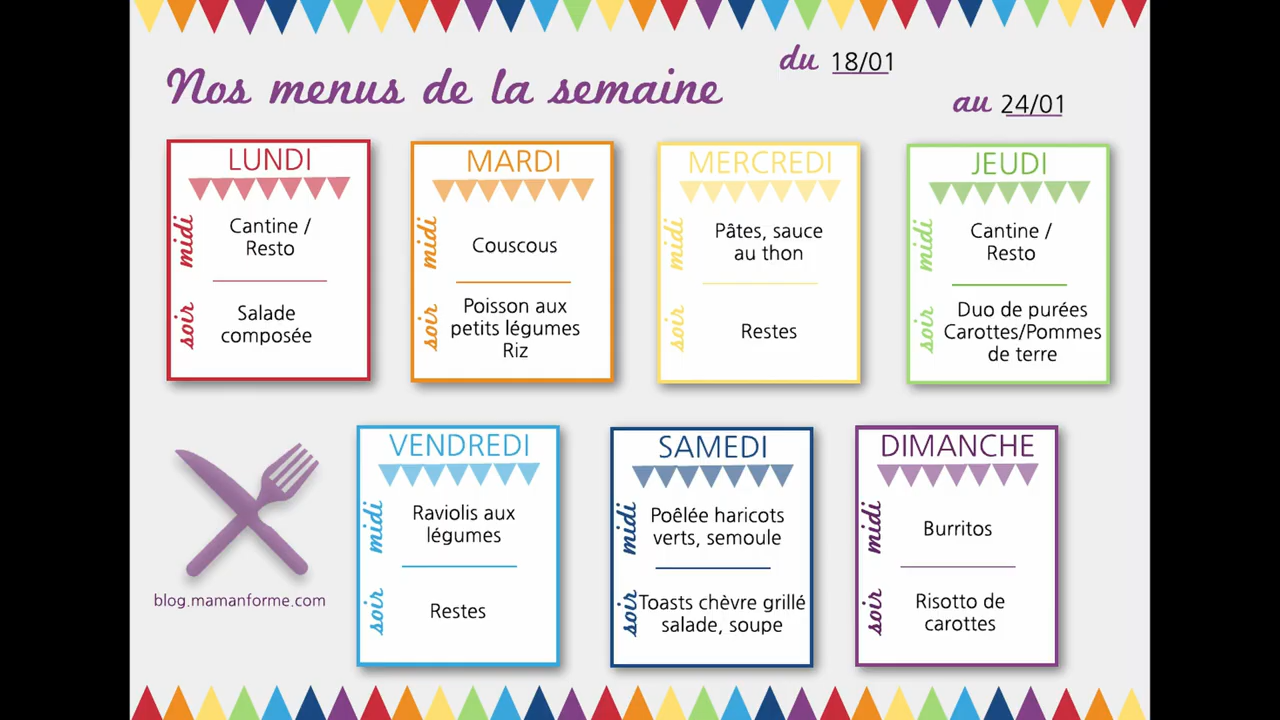 Nos menus de la semaine
du 18/01
au 24/01
LUNDI
midi
Cantine /
Resto
soir
Salade
composée
MARDI
midi
Couscous
soir
Poisson aux
petits légumes
Riz
MERCREDI
midi
Pâtes, sauce
au thon
soir
Restes
JEUDI
midi
Cantine /
Resto
soir
Duo de purées
Carottes/Pommes
de terre
blog.mamanforme.com
VENDREDI
midi
Raviolis aux
légumes
soir
Restes
SAMEDI
midi
Poêlée haricots
verts, semoule
soir
Toasts chèvre grillé
salade, soupe
DIMANCHE
midi
Burritos
soir
Risotto de
carottes